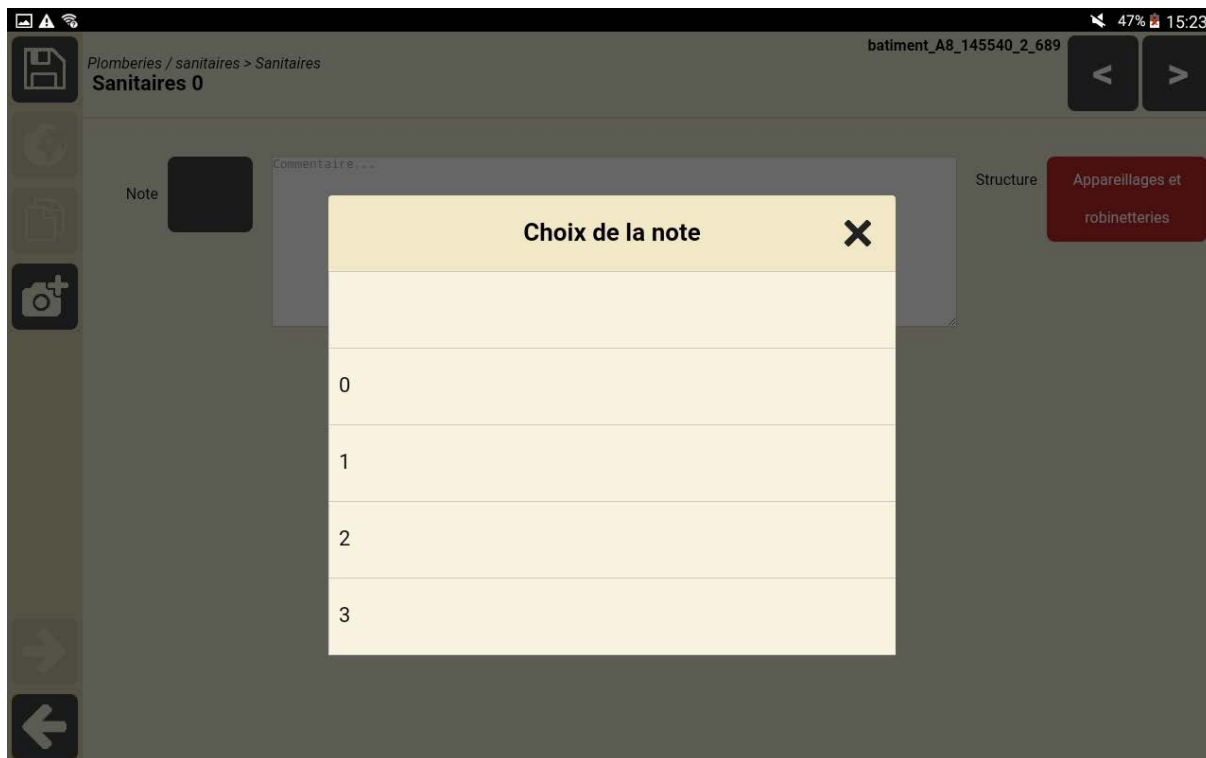 47% 15:23
batiment_A8_145540_2_689
Plomberies / sanitaires > Sanitaires
Sanitaires 0
< >
Note
Commentaire...
Structure
Appareillages et
robinetteries
Choix de la note
0
1
2
3